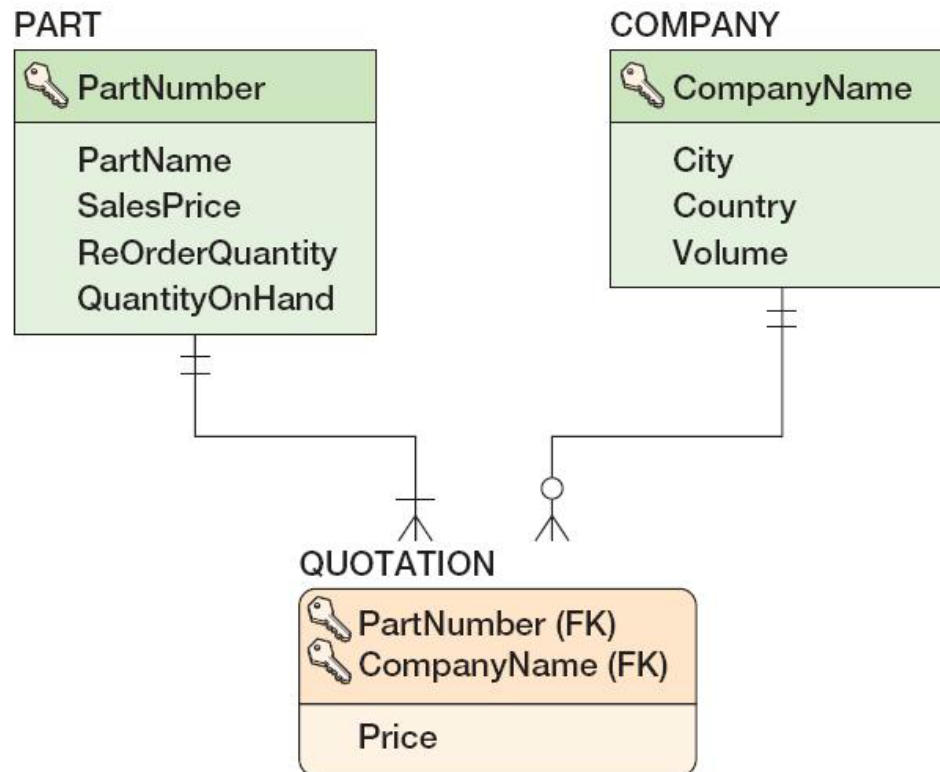 PART
PartNumber
PartName
SalesPrice
ReOrderQuantity
QuantityOnHand
COMPANY
CompanyName
City
Country
Volume
QUOTATION
PartNumber (FK)
CompanyName (FK)
Price